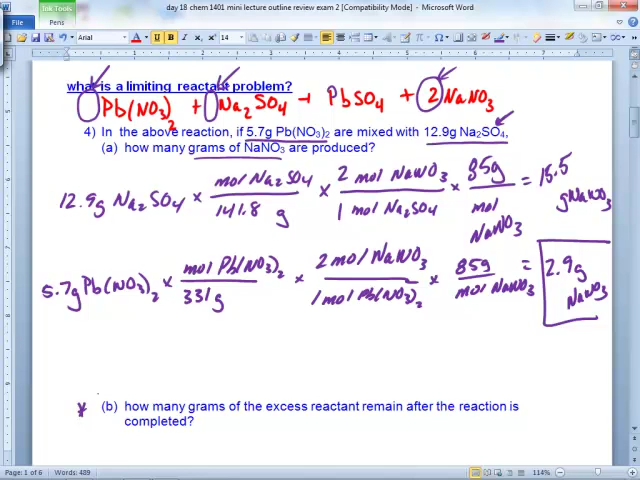 Ink Tools
day 18 chem 1401 mini lecture outline review exam 2 [Compatibility Mode] - Microsoft Word
File
Pens
Arial
B I U
what is a limiting reactant problem?
Pb(NO3)2 + Na2SO4 → PbSO4 + 2 NaNO3
4) In the above reaction, if 5.7g Pb(NO3)2 are mixed with 12.9g Na2SO4,
(a) how many grams of NaNO3 are produced?
12.9g Na2SO4 × mol Na2SO4 / 141.8 g × 2 mol NaNO3 / 1 mol Na2SO4 × 85g / mol NaNO3 = 15.5 g NaNO3
5.7g Pb(NO3)2 × mol Pb(NO3)2 / 331g × 2 mol NaNO3 / 1 mol Pb(NO3)2 × 85g / mol NaNO3 = 2.9g NaNO3
* (b) how many grams of the excess reactant remain after the reaction is
completed?
Page: 1 of 6 Words: 489 114%